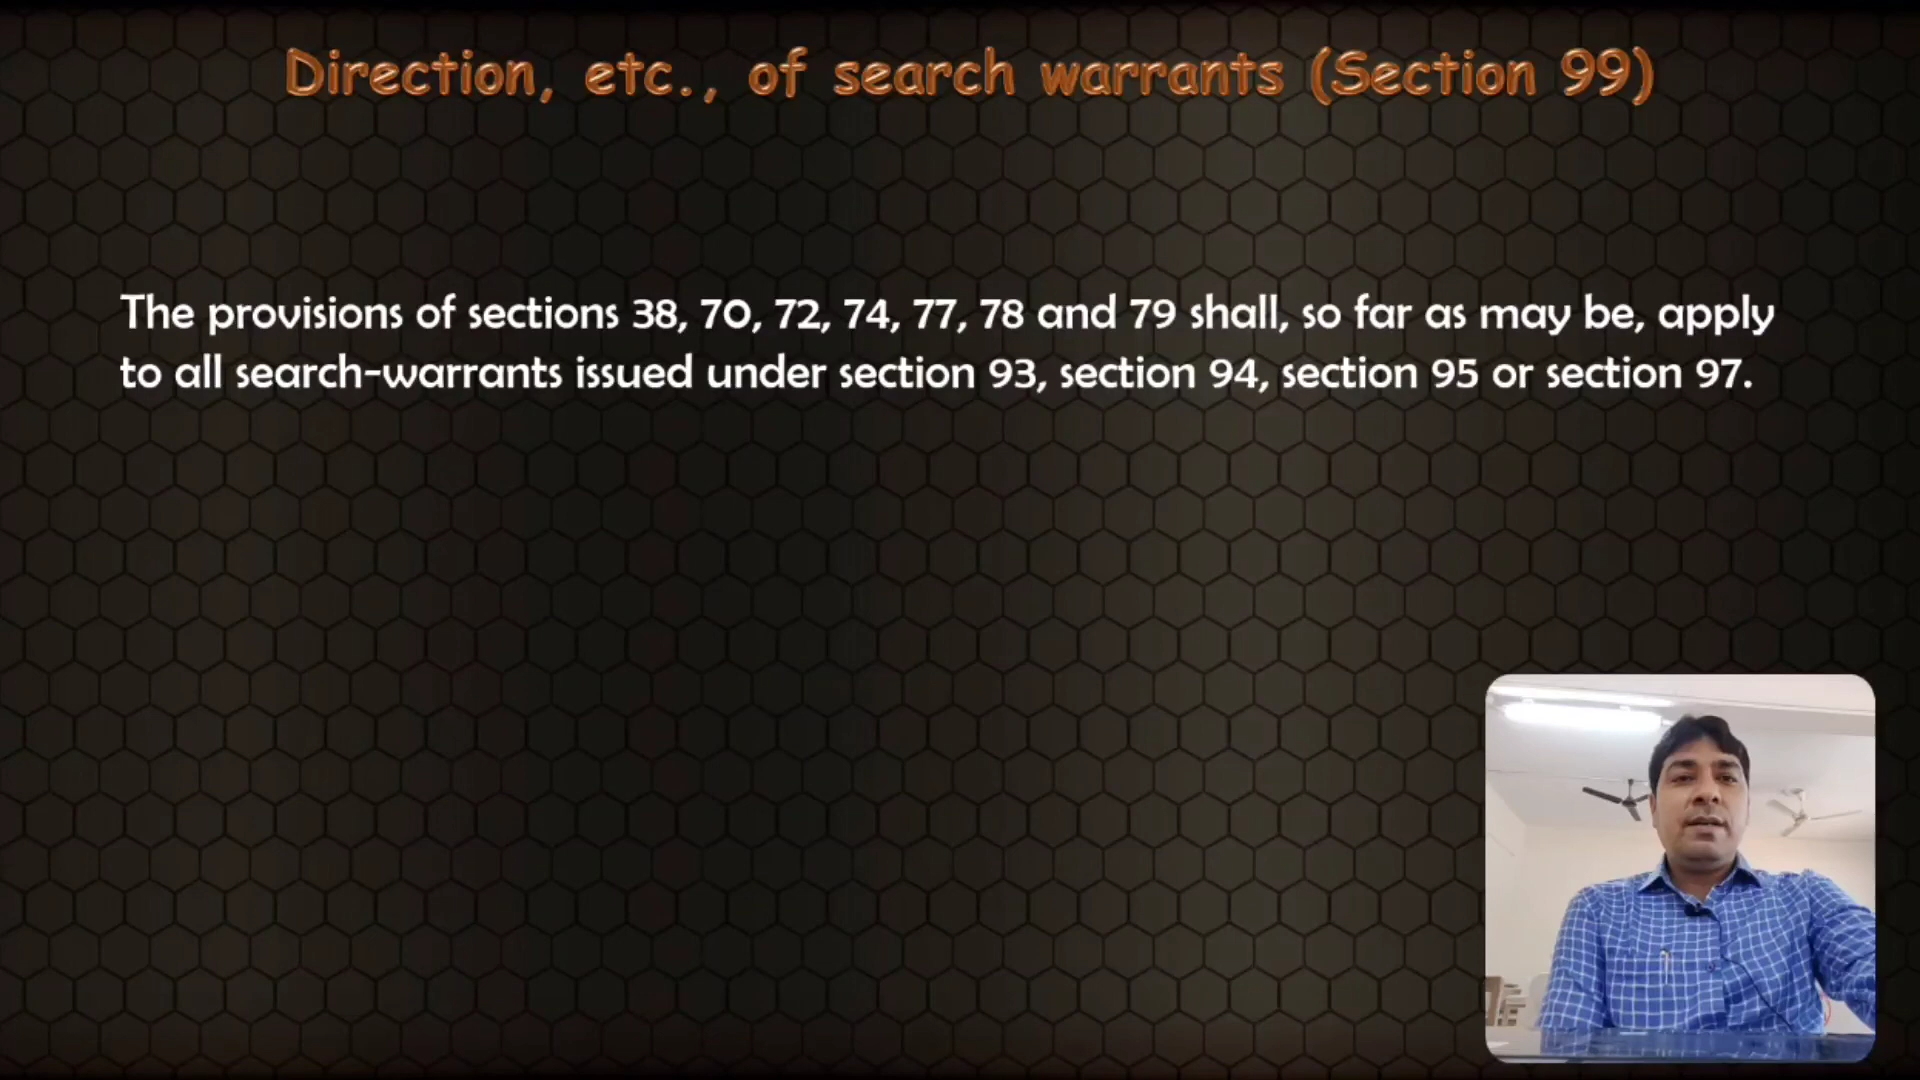 Direction, etc., of search warrants (Section 99)
The provisions of sections 38, 70, 72, 74, 77, 78 and 79 shall, so far as may be, apply
to all search-warrants issued under section 93, section 94, section 95 or section 97.